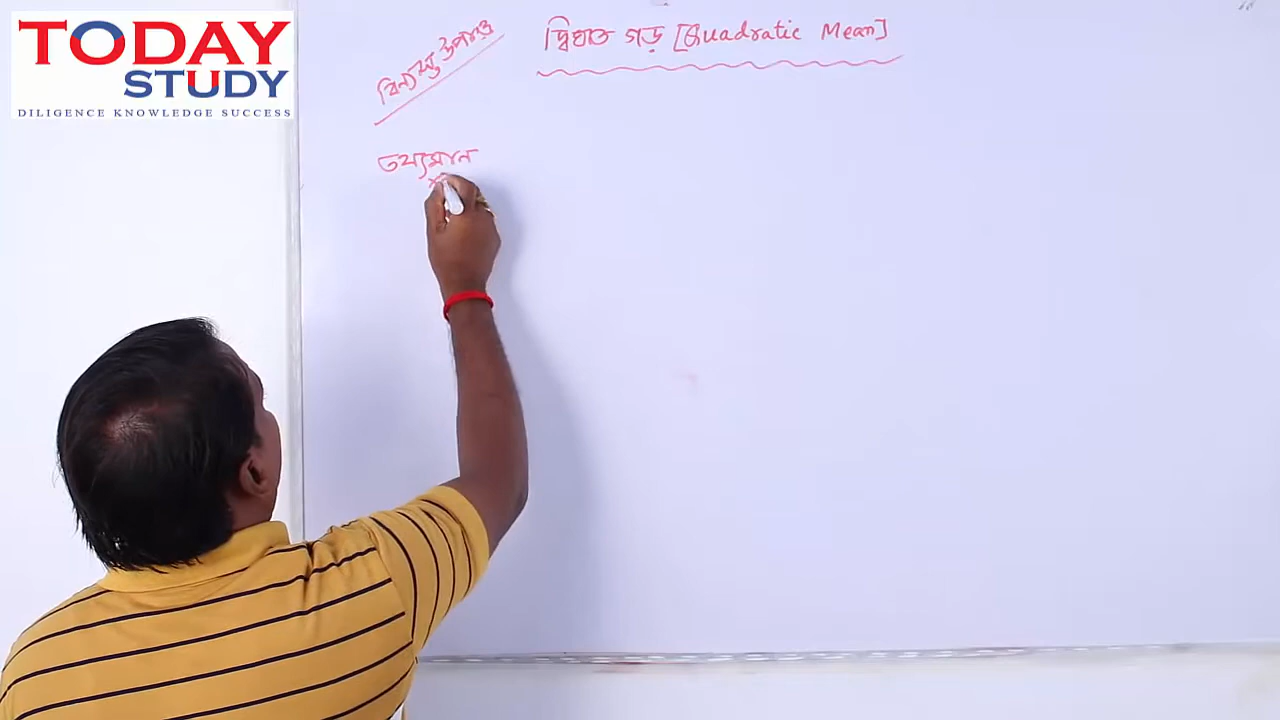 TODAY
STUDY
DILIGENCE KNOWLEDGE SUCCESS
দ্বিঘাত গড় [Quadratic Mean]
বিন্যস্ত উপাত্ত
তথ্যমান
x